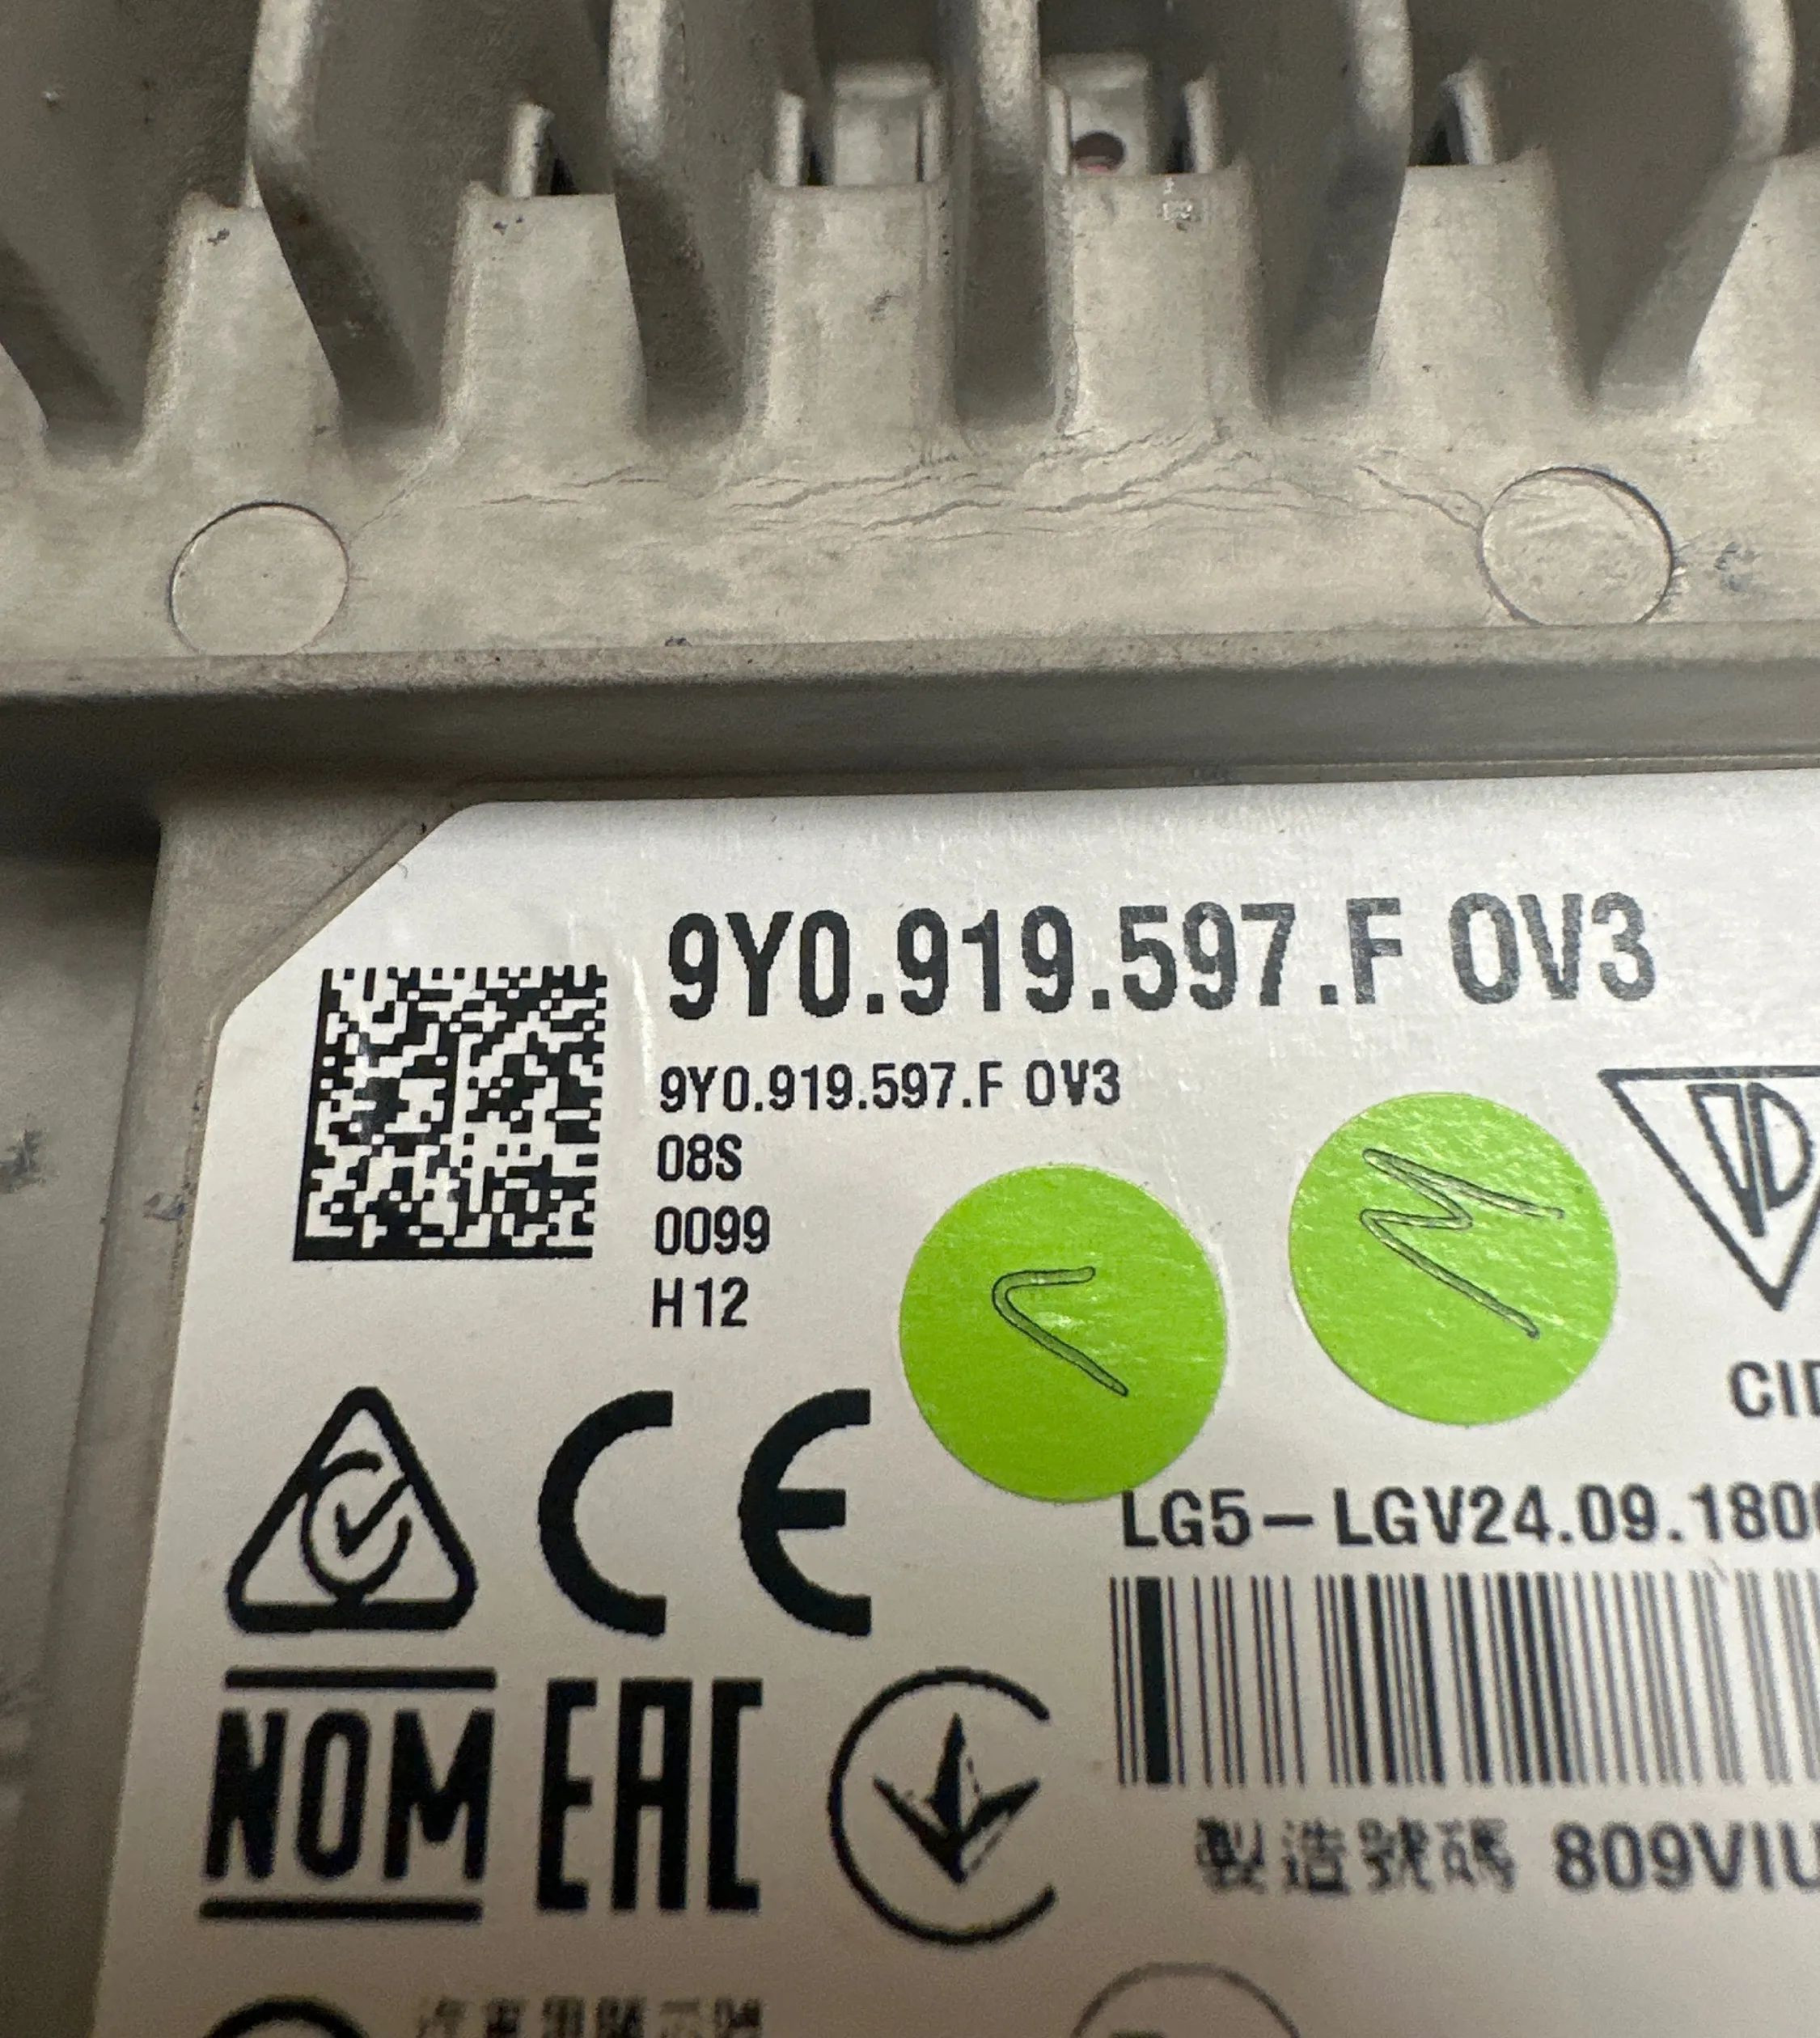 9Y0.919.597.F 0V3
9Y0.919.597.F 0V3
08S
0099
H12
CE
LG5-LGV24.09.180
NOM EAC
製造號碼 809VIU